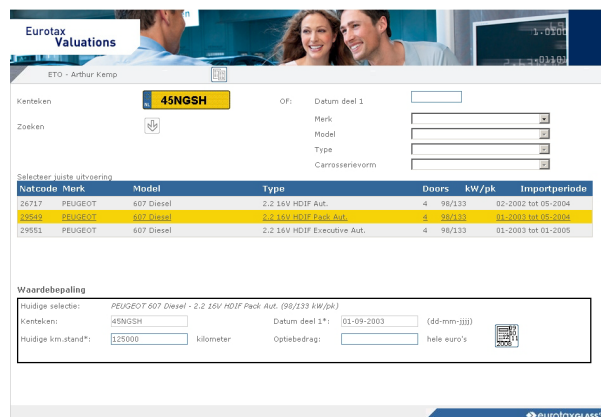 Eurotax
Valuations
ETO - Arthur Kemp
Kenteken NL 45NGSH OF: Datum deel 1
Zoeken
Merk
Model
Type
Carrosserievorm
Selecteer juiste uitvoering
Natcode Merk Model Type Doors kW/pk Importperiode
26717 PEUGEOT 607 Diesel 2.2 16V HDIF Aut. 4 98/133 02-2002 tot 05-2004
29549 PEUGEOT 607 Diesel 2.2 16V HDIF Pack Aut. 4 98/133 01-2003 tot 05-2004
29551 PEUGEOT 607 Diesel 2.2 16V HDIF Executive Aut. 4 98/133 01-2003 tot 01-2005
Waardebepaling
Huidige selectie: PEUGEOT 607 Diesel - 2.2 16V HDIF Pack Aut. (98/133 kW/pk)
Kenteken: 45NGSH Datum deel 1*: 01-09-2003 (dd-mm-jjjj)
Huidige km.stand*: 125000 kilometer Optiebedrag: hele euro's
2008
eurotaxGLASS'S